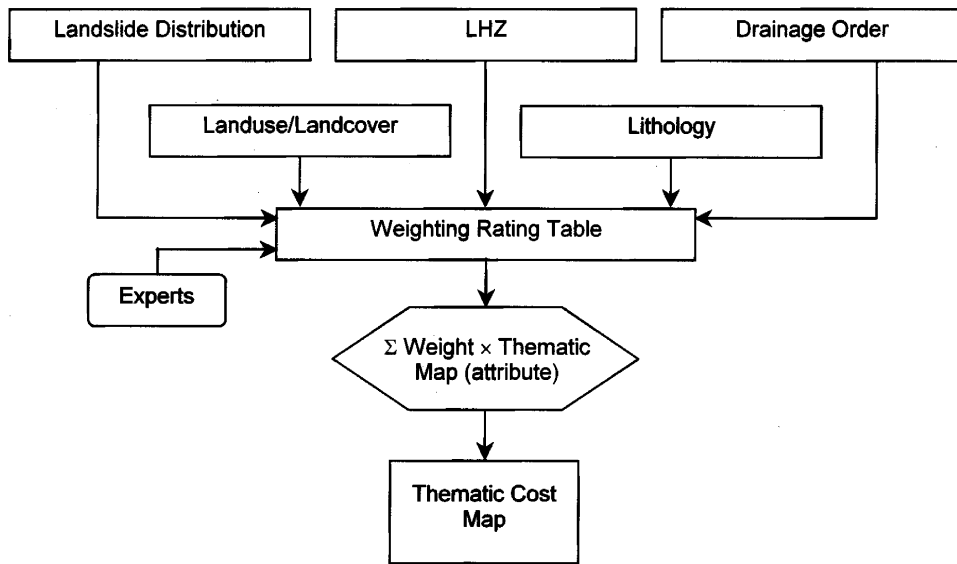 Landslide Distribution
LHZ
Drainage Order
Landuse/Landcover
Lithology
Weighting Rating Table
Experts
Σ Weight × Thematic
Map (attribute)
Thematic Cost
Map